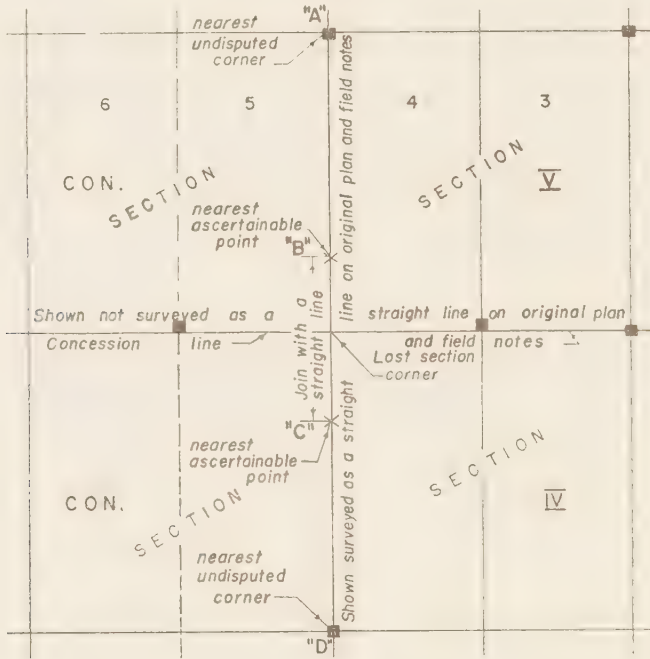 "A"
nearest
undisputed
corner
6
5
4
3
CON.
SECTION
SECTION
V
nearest
ascertainable
point
"B"
Shown surveyed as a straight line on original plan and field notes
Join with a
straight line
Shown not surveyed as a straight line on original plan
Concession line and field notes
Lost section
corner
"C"
nearest
ascertainable
point
CON.
SECTION
SECTION
IV
nearest
undisputed
corner
"D"